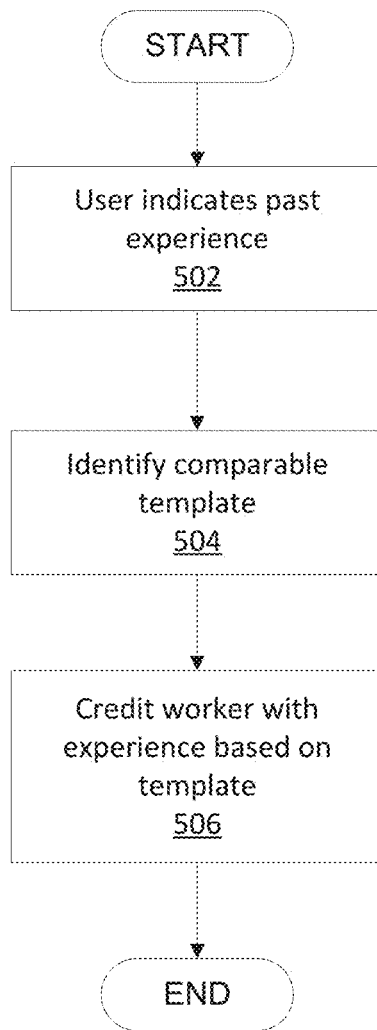 START
User indicates past
experience
502
Identify comparable
template
504
Credit worker with
experience based on
template
506
END